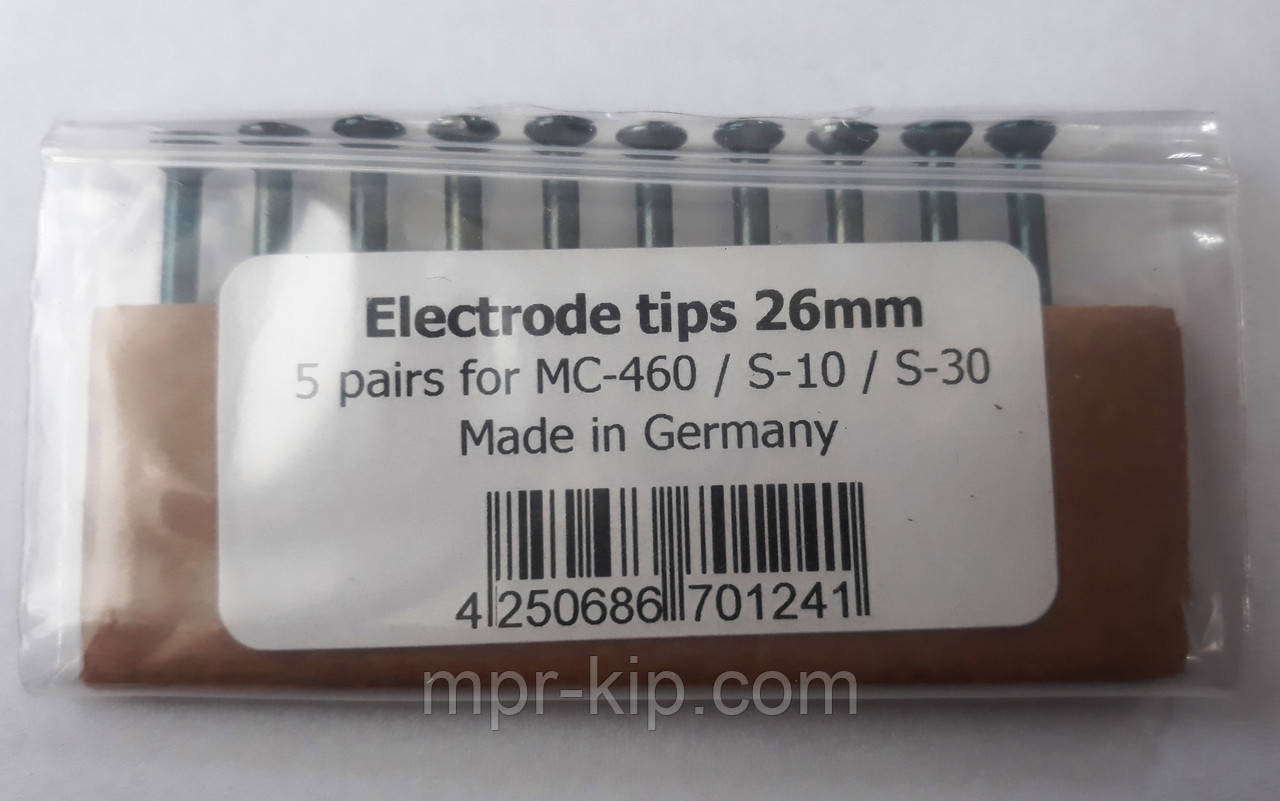 Electrode tips 26mm
5 pairs for MC-460 / S-10 / S-30
Made in Germany
4 250686 701241
mpr-kip.com